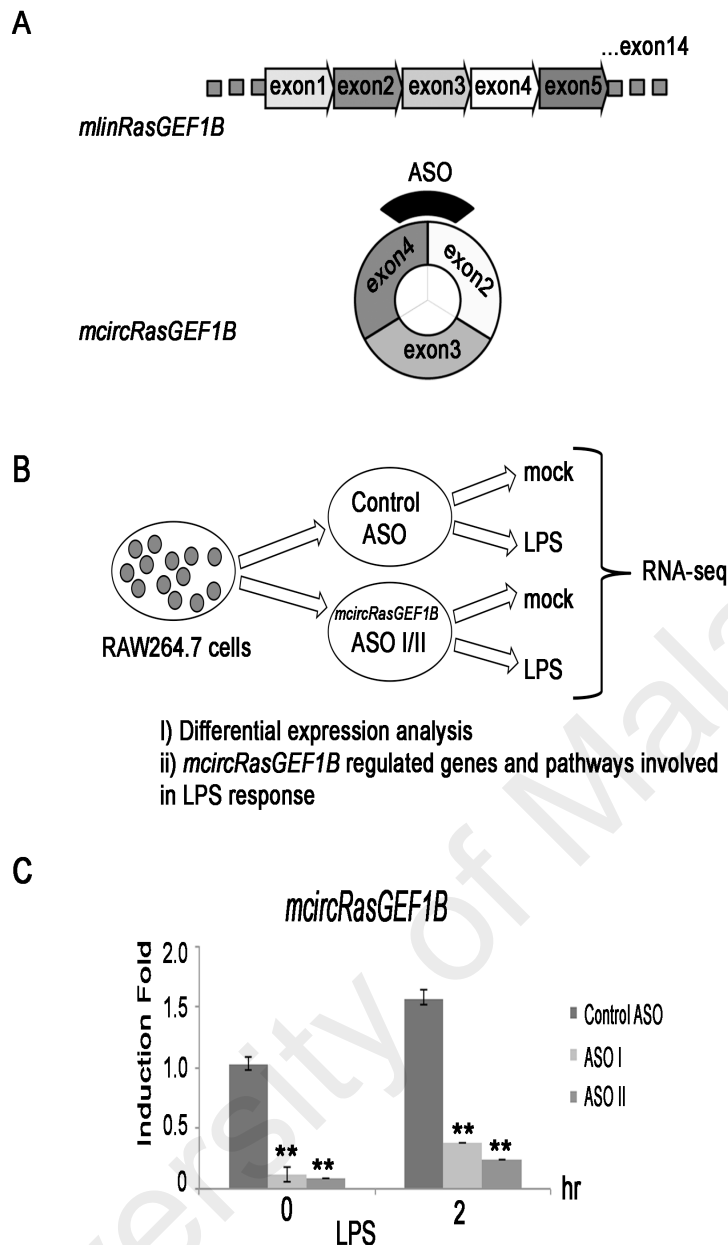 A
...exon14
exon1 exon2 exon3 exon4 exon5
mlinRasGEF1B
ASO
exon4
exon2
exon3
mcircRasGEF1B
B
Control
ASO
mock
LPS
mcircRasGEF1B
ASO I/II
mock
LPS
RNA-seq
RAW264.7 cells
I) Differential expression analysis
ii) mcircRasGEF1B regulated genes and pathways involved
in LPS response
C
mcircRasGEF1B
Induction Fold
2.0
1.5
1.0
0.5
0
** **
** **
Control ASO
ASO I
ASO II
0 2 hr
LPS
ersity of Mala